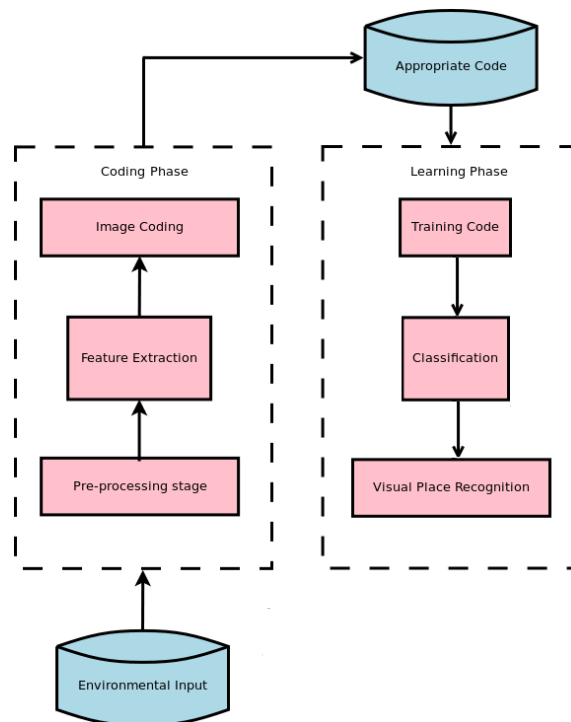 Appropriate Code
Coding Phase
Image Coding
Feature Extraction
Pre-processing stage
Environmental Input
Learning Phase
Training Code
Classification
Visual Place Recognition